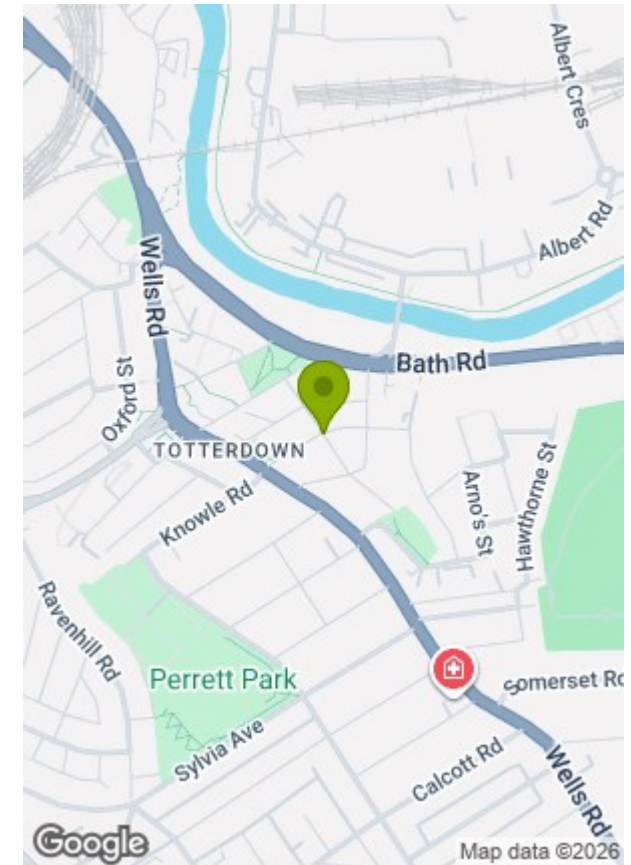 Albert Cres
Albert Rd
Wells Rd
Bath Rd
Oxford St
TOTTERDOWN
Knowle Rd
Arno's St
Hawthorne St
Ravenhill Rd
Perrett Park
Somerset Rd
Sylvia Ave
Calcott Rd
Wells Rd
Google
Map data ©2026